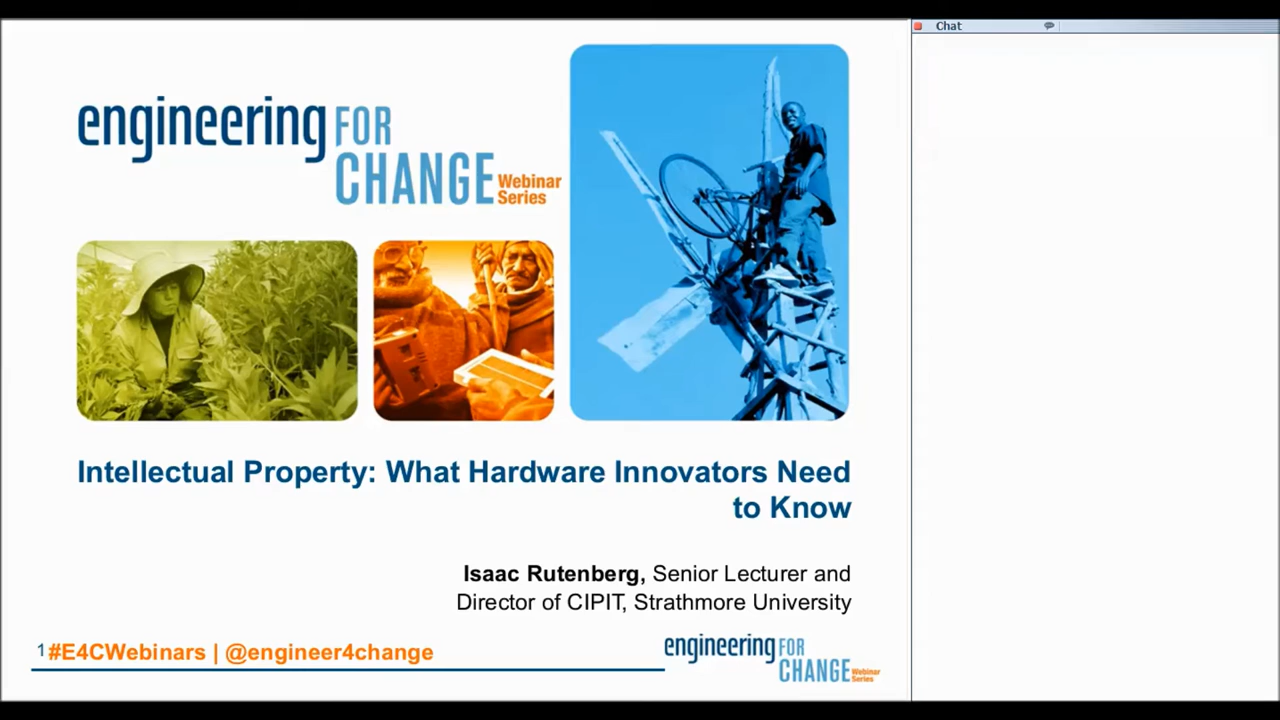 Chat
engineering FOR
CHANGE Webinar
Series
Intellectual Property: What Hardware Innovators Need
to Know
Isaac Rutenberg, Senior Lecturer and
Director of CIPIT, Strathmore University
1 #E4CWebinars | @engineer4change
engineering FOR
CHANGE Webinar
Series